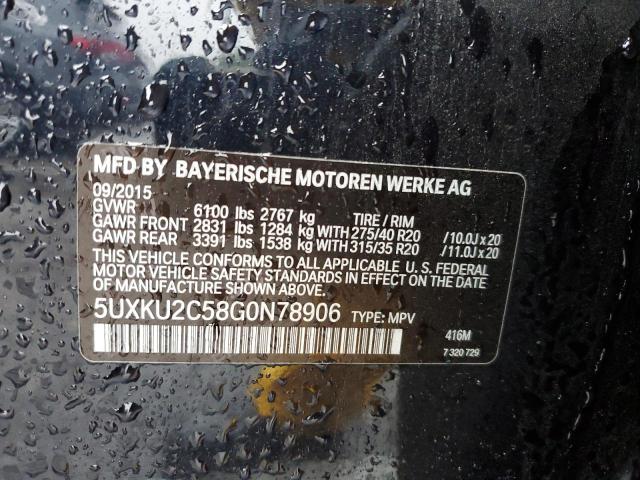 MFD BY BAYERISCHE MOTOREN WERKE AG
09/2015
GVWR 6100 lbs 2767 kg TIRE / RIM
GAWR FRONT 2831 lbs 1284 kg WITH 275/40 R20 / 10.0J x 20
GAWR REAR 3391 lbs 1538 kg WITH 315/35 R20 / 11.0J x 20
THIS VEHICLE CONFORMS TO ALL APPLICABLE U. S. FEDERAL
MOTOR VEHICLE SAFETY STANDARDS IN EFFECT ON THE DATE OF
MANUFACTURE SHOWN ABOVE.
5UXKU2C58G0N78906 TYPE: MPV
416M
7 320 729